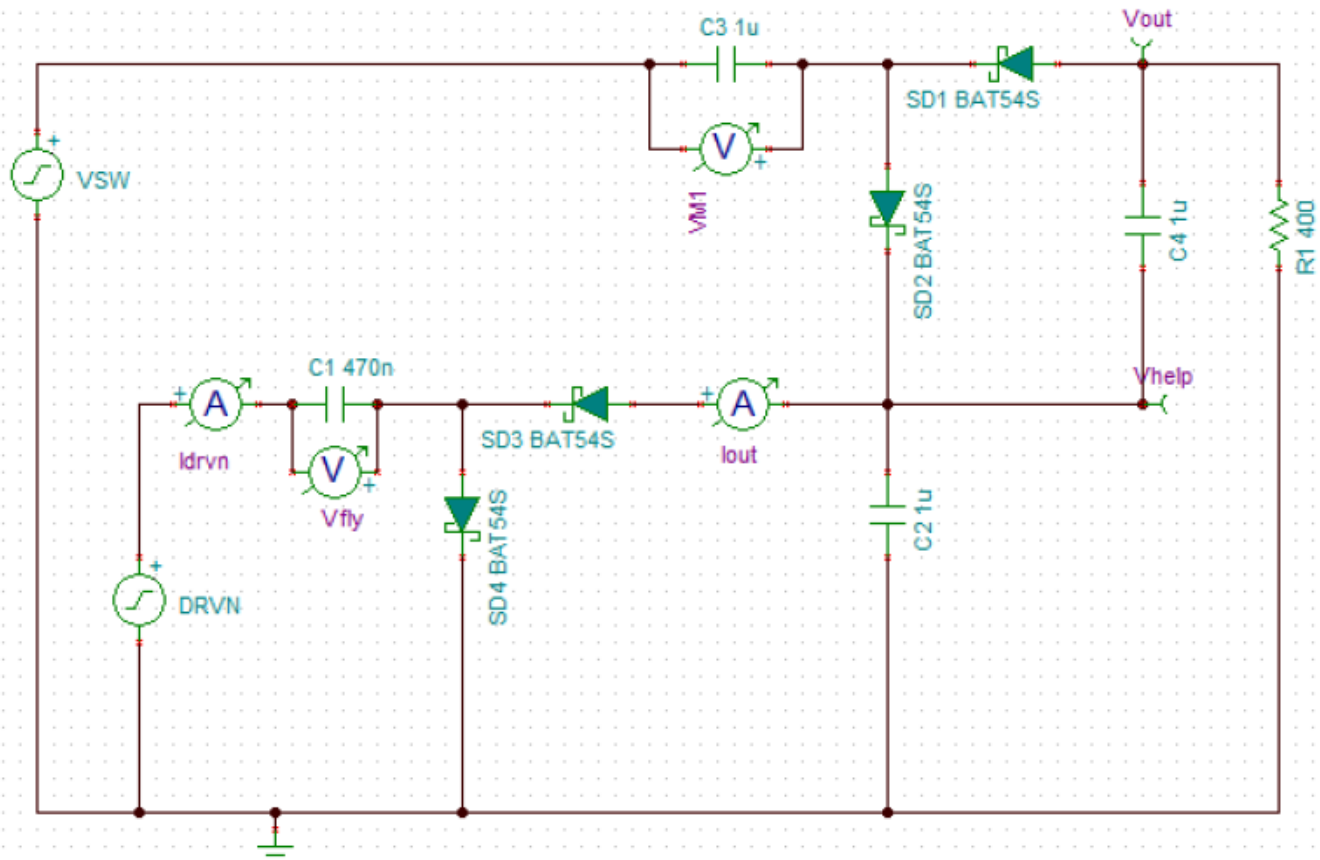 C3 1u
Vout
SD1 BAT54S
+
VSW
V
+
VM1
SD2 BAT54S
C4 1u
R1 400
C1 470n
Vhelp
+
A
Idrvn
V
+
Vfly
SD3 BAT54S
+
A
Iout
SD4 BAT54S
C2 1u
+
DRVN